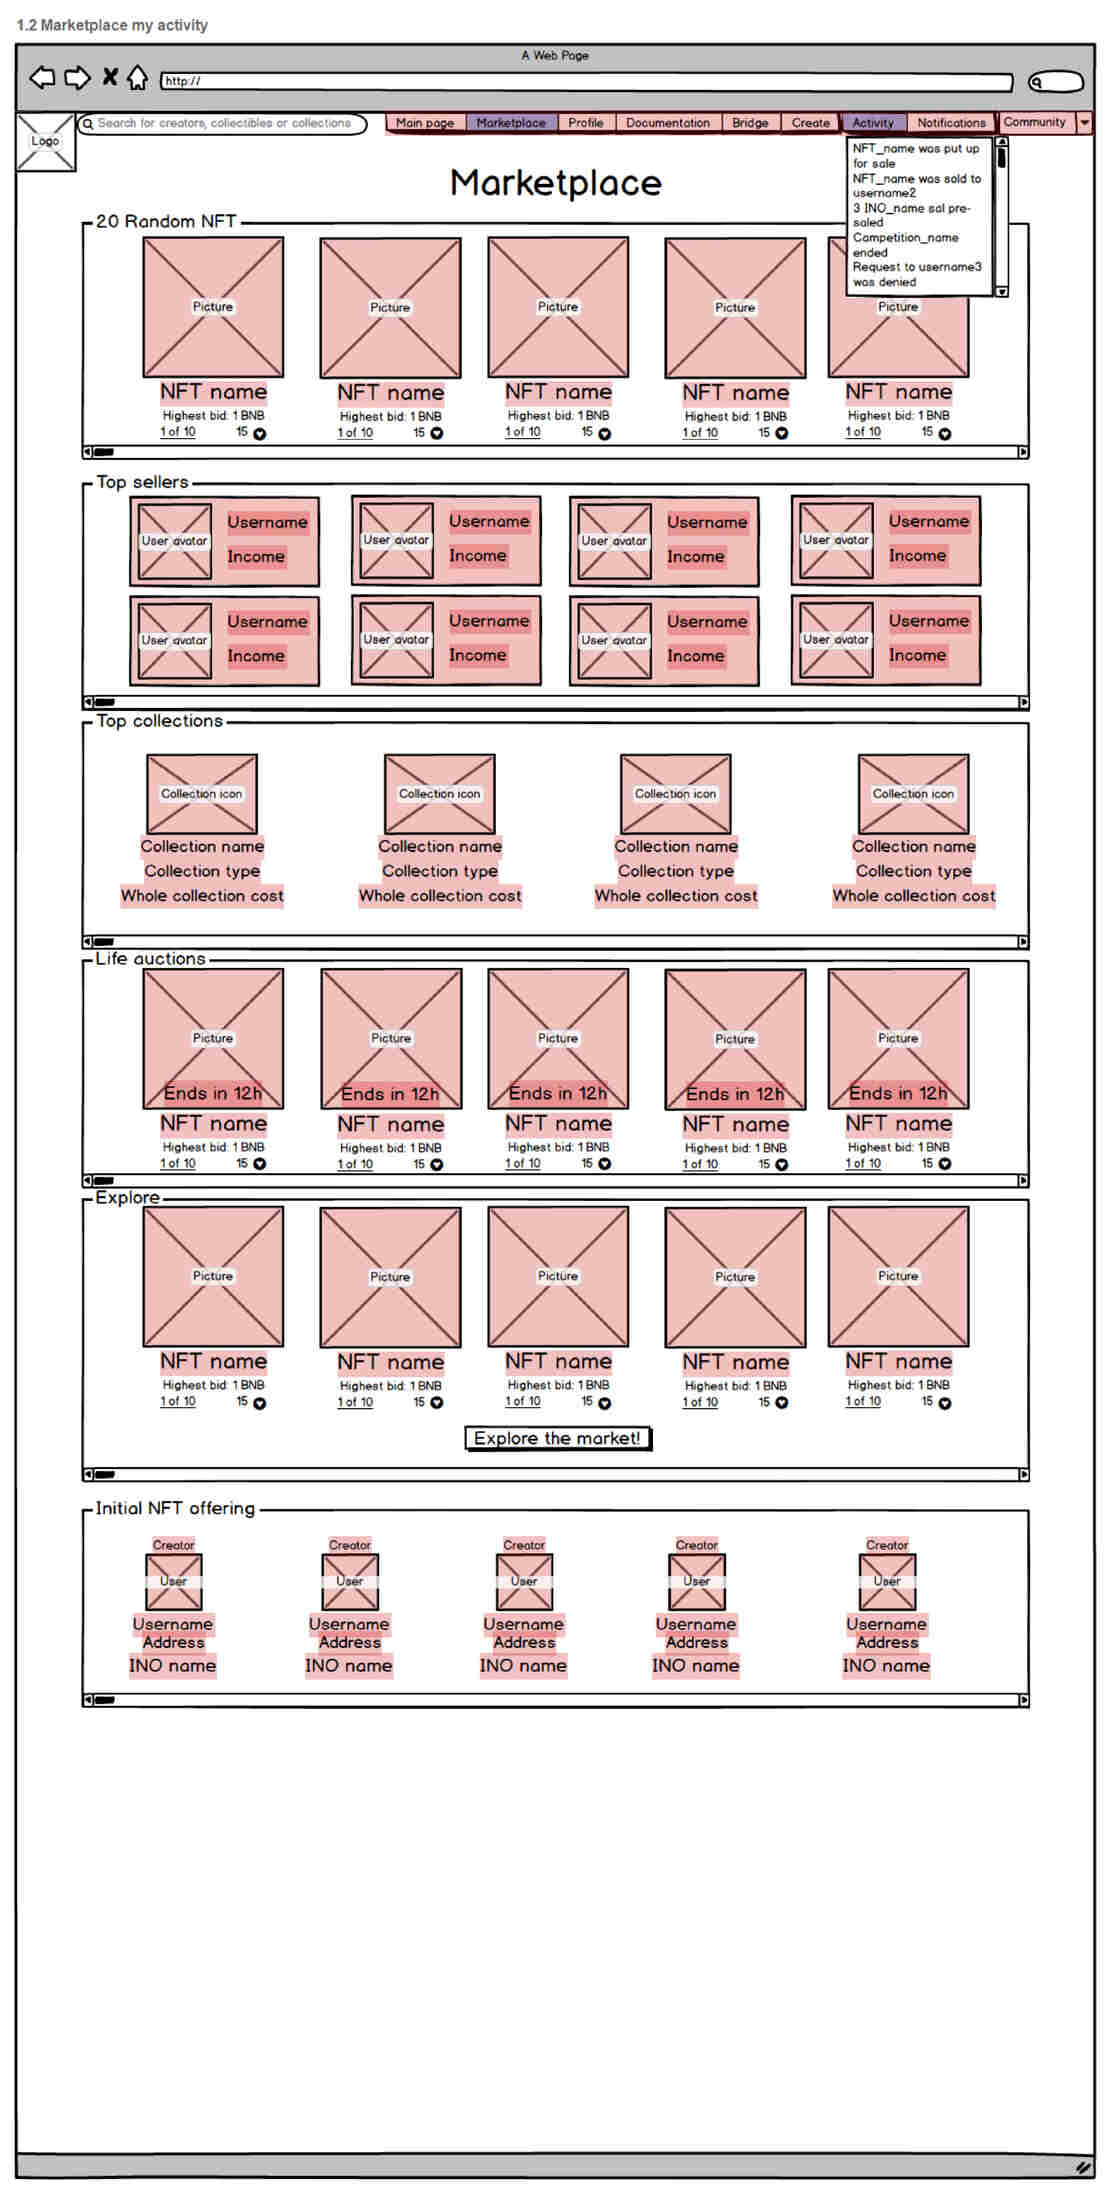 1.2 Marketplace my activity
A Web Page
http://
Logo
Search for creators, collectibles or collections
Main page Marketplace Profile Documentation Bridge Create Activity Notifications Community
NFT_name was put up
for sale
NFT_name was sold to
username2
3 INO_name sal pre-
saled
Campetition_name
ended
Request to username3
was denied
Marketplace
20 Random NFT
Picture Picture Picture Picture Picture
NFT name NFT name NFT name NFT name NFT name
Highest bid: 1 BNB Highest bid: 1 BNB Highest bid: 1 BNB Highest bid: 1 BNB Highest bid: 1 BNB
1 of 10 15 1 of 10 15 1 of 10 15 1 of 10 15 1 of 10 15
Top sellers
User avatar Username User avatar Username User avatar Username User avatar Username
Income Income Income Income
User avatar Username User avatar Username User avatar Username User avatar Username
Income Income Income Income
Top collections
Collection icon Collection icon Collection icon Collection icon
Collection name Collection name Collection name Collection name
Collection type Collection type Collection type Collection type
Whole collection cost Whole collection cost Whole collection cost Whole collection cost
Life auctions
Picture Picture Picture Picture Picture
Ends in 12h Ends in 12h Ends in 12h Ends in 12h Ends in 12h
NFT name NFT name NFT name NFT name NFT name
Highest bid: 1 BNB Highest bid: 1 BNB Highest bid: 1 BNB Highest bid: 1 BNB Highest bid: 1 BNB
1 of 10 15 1 of 10 15 1 of 10 15 1 of 10 15 1 of 10 15
Explore
Picture Picture Picture Picture Picture
NFT name NFT name NFT name NFT name NFT name
Highest bid: 1 BNB Highest bid: 1 BNB Highest bid: 1 BNB Highest bid: 1 BNB Highest bid: 1 BNB
1 of 10 15 1 of 10 15 1 of 10 15 1 of 10 15 1 of 10 15
Explore the market!
Initial NFT offering
Creator Creator Creator Creator Creator
User User User User User
Username Username Username Username Username
Address Address Address Address Address
INO name INO name INO name INO name INO name